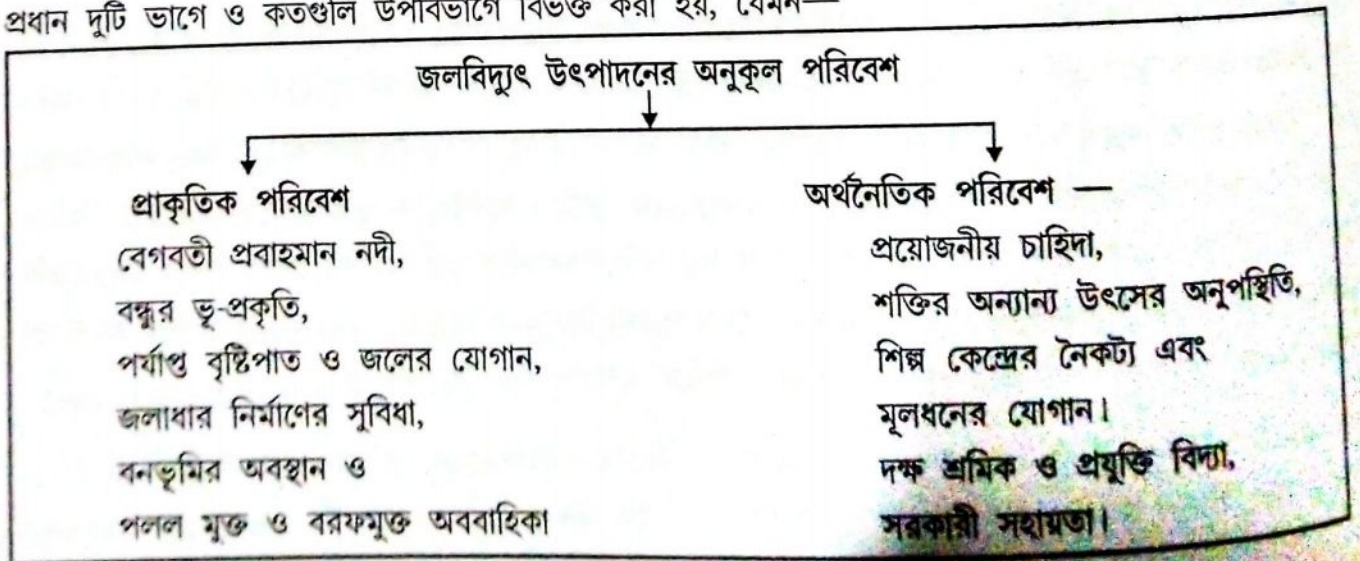 প্রধান দুটি ভাগে ও কতগুলি উপবিভাগে বিভক্ত করা হয়, যেমন—
জলবিদ্যুৎ উৎপাদনের অনুকূল পরিবেশ
প্রাকৃতিক পরিবেশ
বেগবতী প্রবাহমান নদী,
বন্ধুর ভূ-প্রকৃতি,
পর্যাপ্ত বৃষ্টিপাত ও জলের যোগান,
জলাধার নির্মাণের সুবিধা,
বনভূমির অবস্থান ও
পলল মুক্ত ও বরফমুক্ত অববাহিকা
অর্থনৈতিক পরিবেশ —
প্রয়োজনীয় চাহিদা,
শক্তির অন্যান্য উৎসের অনুপস্থিতি,
শিল্প কেন্দ্রের নৈকট্য এবং
মূলধনের যোগান।
দক্ষ শ্রমিক ও প্রযুক্তি বিদ্যা,
সরকারী সহায়তা।